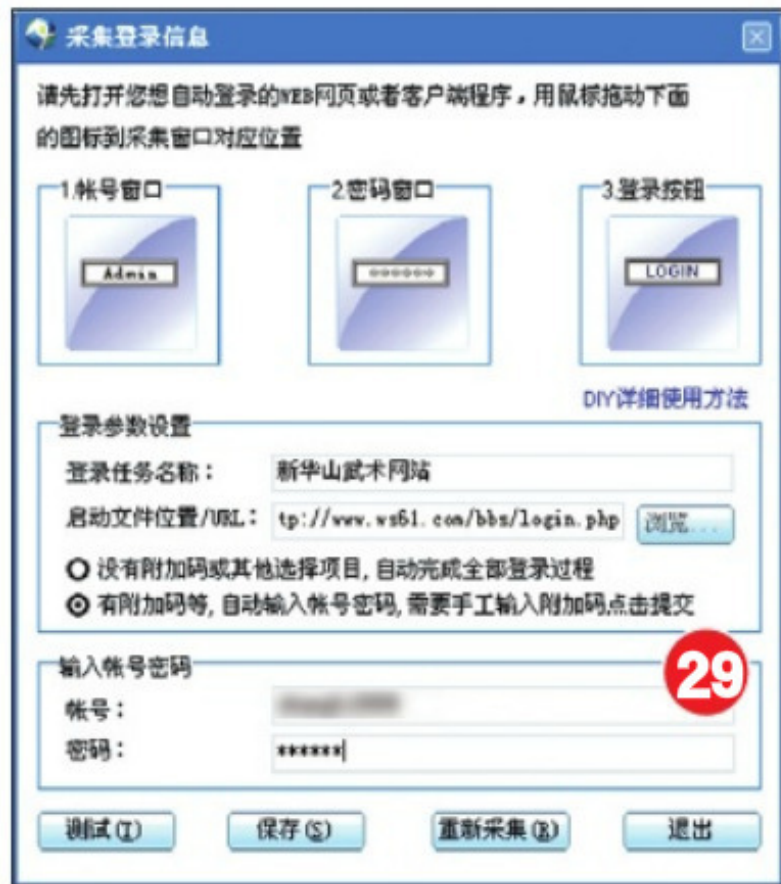 采集登录信息
请先打开您想自动登录的WEB网页或者客户端程序，用鼠标拖动下面
的图标到采集窗口对应位置
1.帐号窗口
2.密码窗口
3.登录按钮
Admin
******
LOGIN
DIY详细使用方法
登录参数设置
登录任务名称： 新华山武术网站
启动文件位置/URL： tp://www.ws61.com/bbs/login.php 浏览...
没有附加码或其他选择项目,自动完成全部登录过程
有附加码等,自动输入帐号密码,需要手工输入附加码点击提交
29
输入帐号密码
帐号：
密码： ******
测试(T) 保存(S) 重新采集(R) 退出